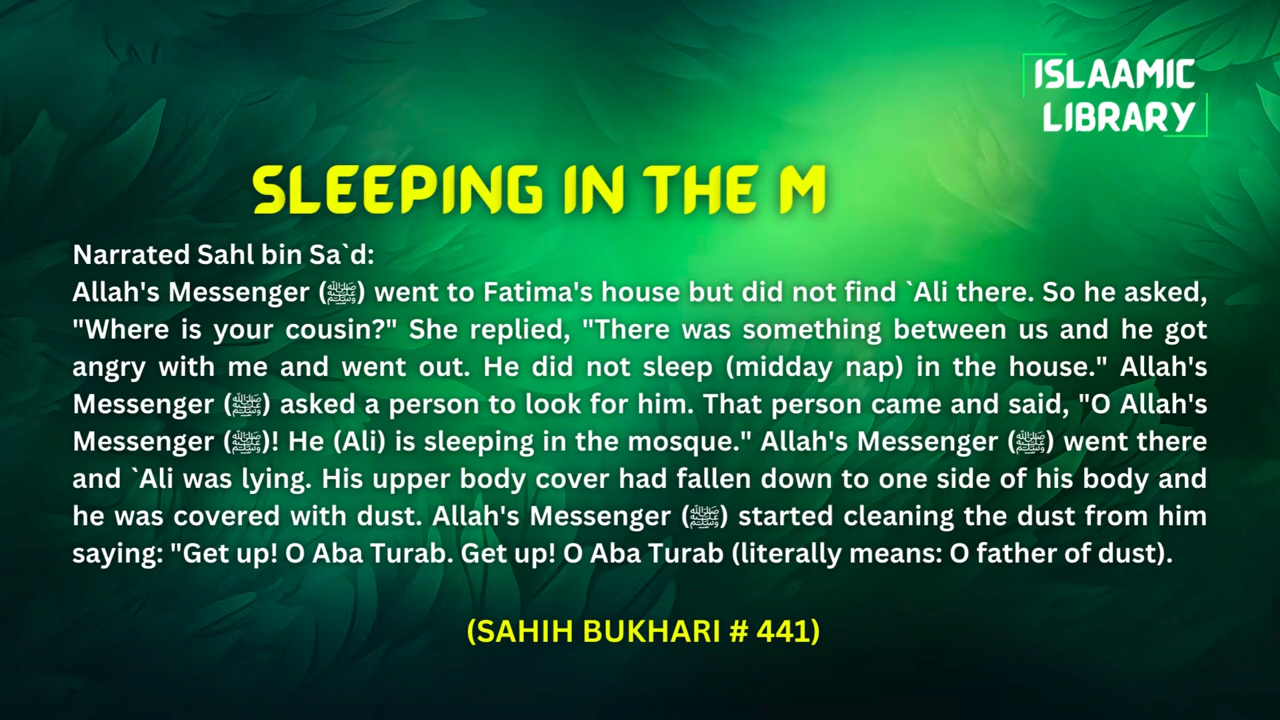 ISLAAMIC
LIBRARY
SLEEPING IN THE M
Narrated Sahl bin Sa`d:
Allah's Messenger (ﷺ) went to Fatima's house but did not find `Ali there. So he asked,
"Where is your cousin?" She replied, "There was something between us and he got
angry with me and went out. He did not sleep (midday nap) in the house." Allah's
Messenger (ﷺ) asked a person to look for him. That person came and said, "O Allah's
Messenger (ﷺ)! He (Ali) is sleeping in the mosque." Allah's Messenger (ﷺ) went there
and `Ali was lying. His upper body cover had fallen down to one side of his body and
he was covered with dust. Allah's Messenger (ﷺ) started cleaning the dust from him
saying: "Get up! O Aba Turab. Get up! O Aba Turab (literally means: O father of dust).
(SAHIH BUKHARI # 441)